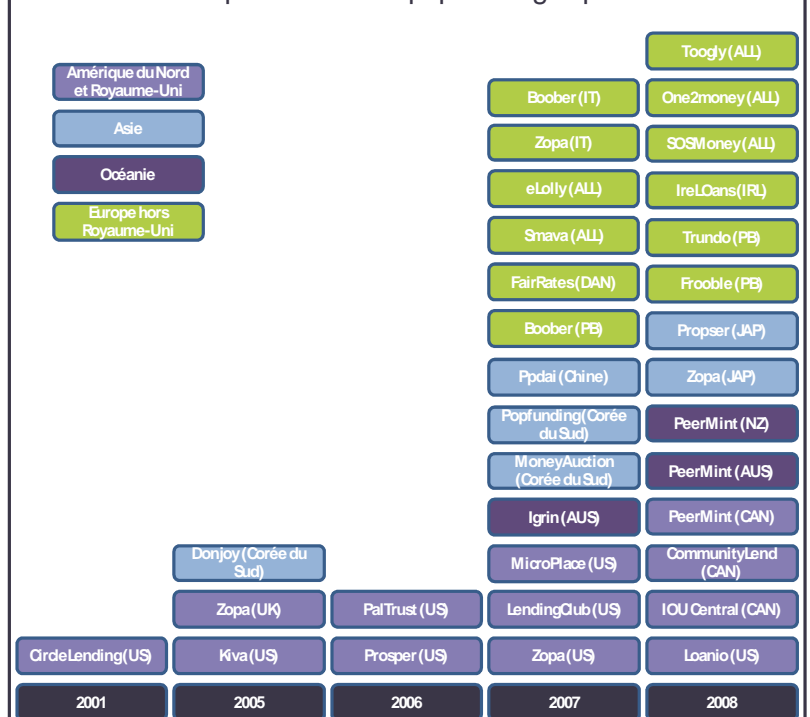 Toogly (ALL)
Amérique du Nord
et Royaume-Uni
Boober (IT)
One2money (ALL)
Asie
Zopa (IT)
SOSMoney (ALL)
Océanie
eLolly (ALL)
IreLOans(IRL)
Europe hors
Royaume-Uni
Smava (ALL)
Trundo (PB)
FairRates(DAN)
Frooble (PB)
Boober (PB)
Propser (JAP)
Ppdai (Chine)
Zopa (JAP)
Popfunding(Corée
du Sud)
PeerMint (NZ)
MoneyAuction
(Corée du Sud)
PeerMint (AUS)
Igrin (AUS)
PeerMint (CAN)
Donjoy (Corée du
Sud)
MicroPlace (US)
CommunityLend
(CAN)
Zopa (UK)
PalTrust (US)
LendingClub (US)
IOU Central (CAN)
CircleLending(US)
Kiva (US)
Prosper (US)
Zopa (US)
Loanio (US)
2001
2005
2006
2007
2008